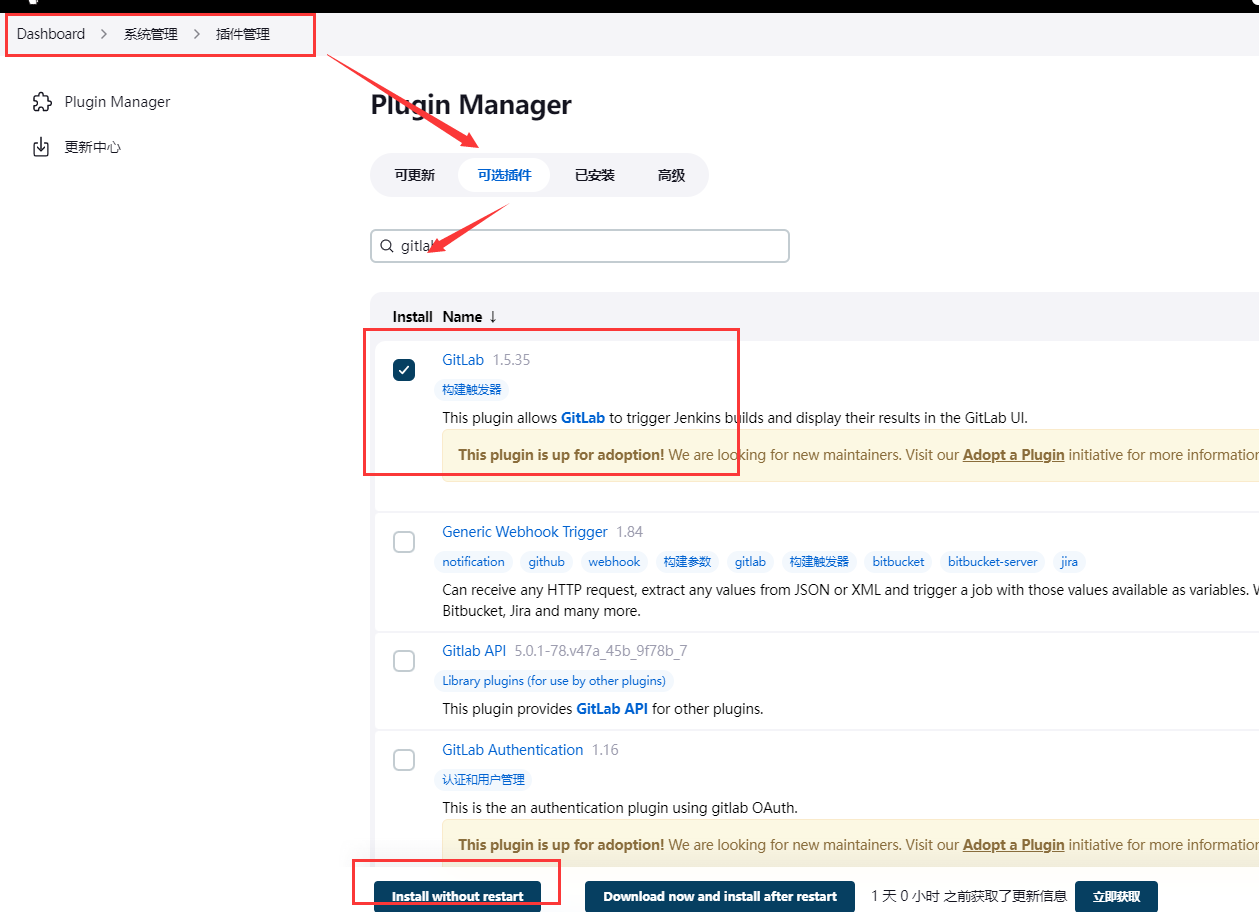 Dashboard > 系统管理 > 插件管理
Plugin Manager
更新中心
Plugin Manager
可更新 可选插件 已安装 高级
gitla
Install Name ↓
GitLab 1.5.35
构建触发器
This plugin allows GitLab to trigger Jenkins builds and display their results in the GitLab UI.
This plugin is up for adoption! We are looking for new maintainers. Visit our Adopt a Plugin initiative for more information
Generic Webhook Trigger 1.84
notification github webhook 构建参数 gitlab 构建触发器 bitbucket bitbucket-server jira
Can receive any HTTP request, extract any values from JSON or XML and trigger a job with those values available as variables. W
Bitbucket, Jira and many more.
Gitlab API 5.0.1-78.v47a_45b_9f78b_7
Library plugins (for use by other plugins)
This plugin provides GitLab API for other plugins.
GitLab Authentication 1.16
认证和用户管理
This is the an authentication plugin using gitlab OAuth.
This plugin is up for adoption! We are looking for new maintainers. Visit our Adopt a Plugin initiative for more information
Install without restart Download now and install after restart 1 天 0 小时 之前获取了更新信息 立即获取